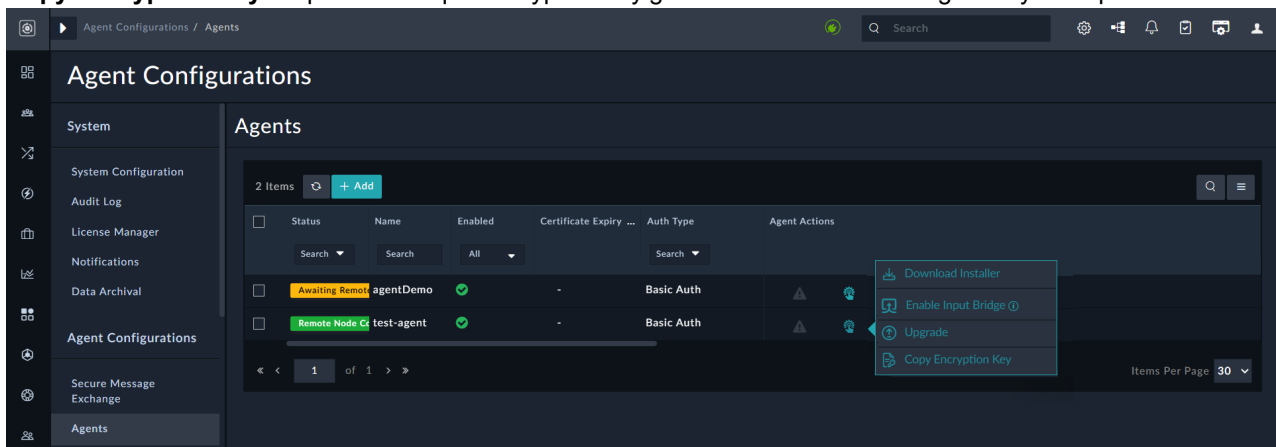 Agent Configurations / Agents
Search
Agent Configurations
System
System Configuration
Audit Log
License Manager
Notifications
Data Archival
Agent Configurations
Secure Message
Exchange
Agents
Agents
2 Items
+ Add
Status Name Enabled Certificate Expiry ... Auth Type Agent Actions
Search Search All Search
Awaiting Remot agentDemo - Basic Auth
Remote Node Co test-agent - Basic Auth
Download Installer
Enable Input Bridge
Upgrade
Copy Encryption Key
« < 1 of 1 > »
Items Per Page 30